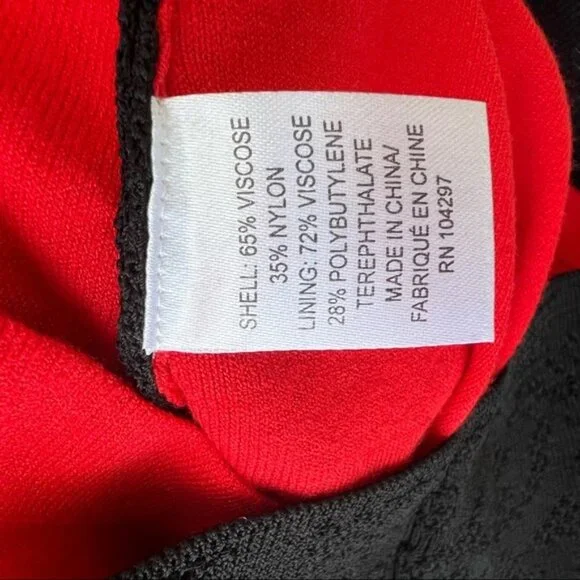 SHELL: 65% VISCOSE
35% NYLON
LINING: 72% VISCOSE
28% POLYBUTYLENE
TEREPHTHALATE
MADE IN CHINA/
FABRIQUÉ EN CHINE
RN 104297